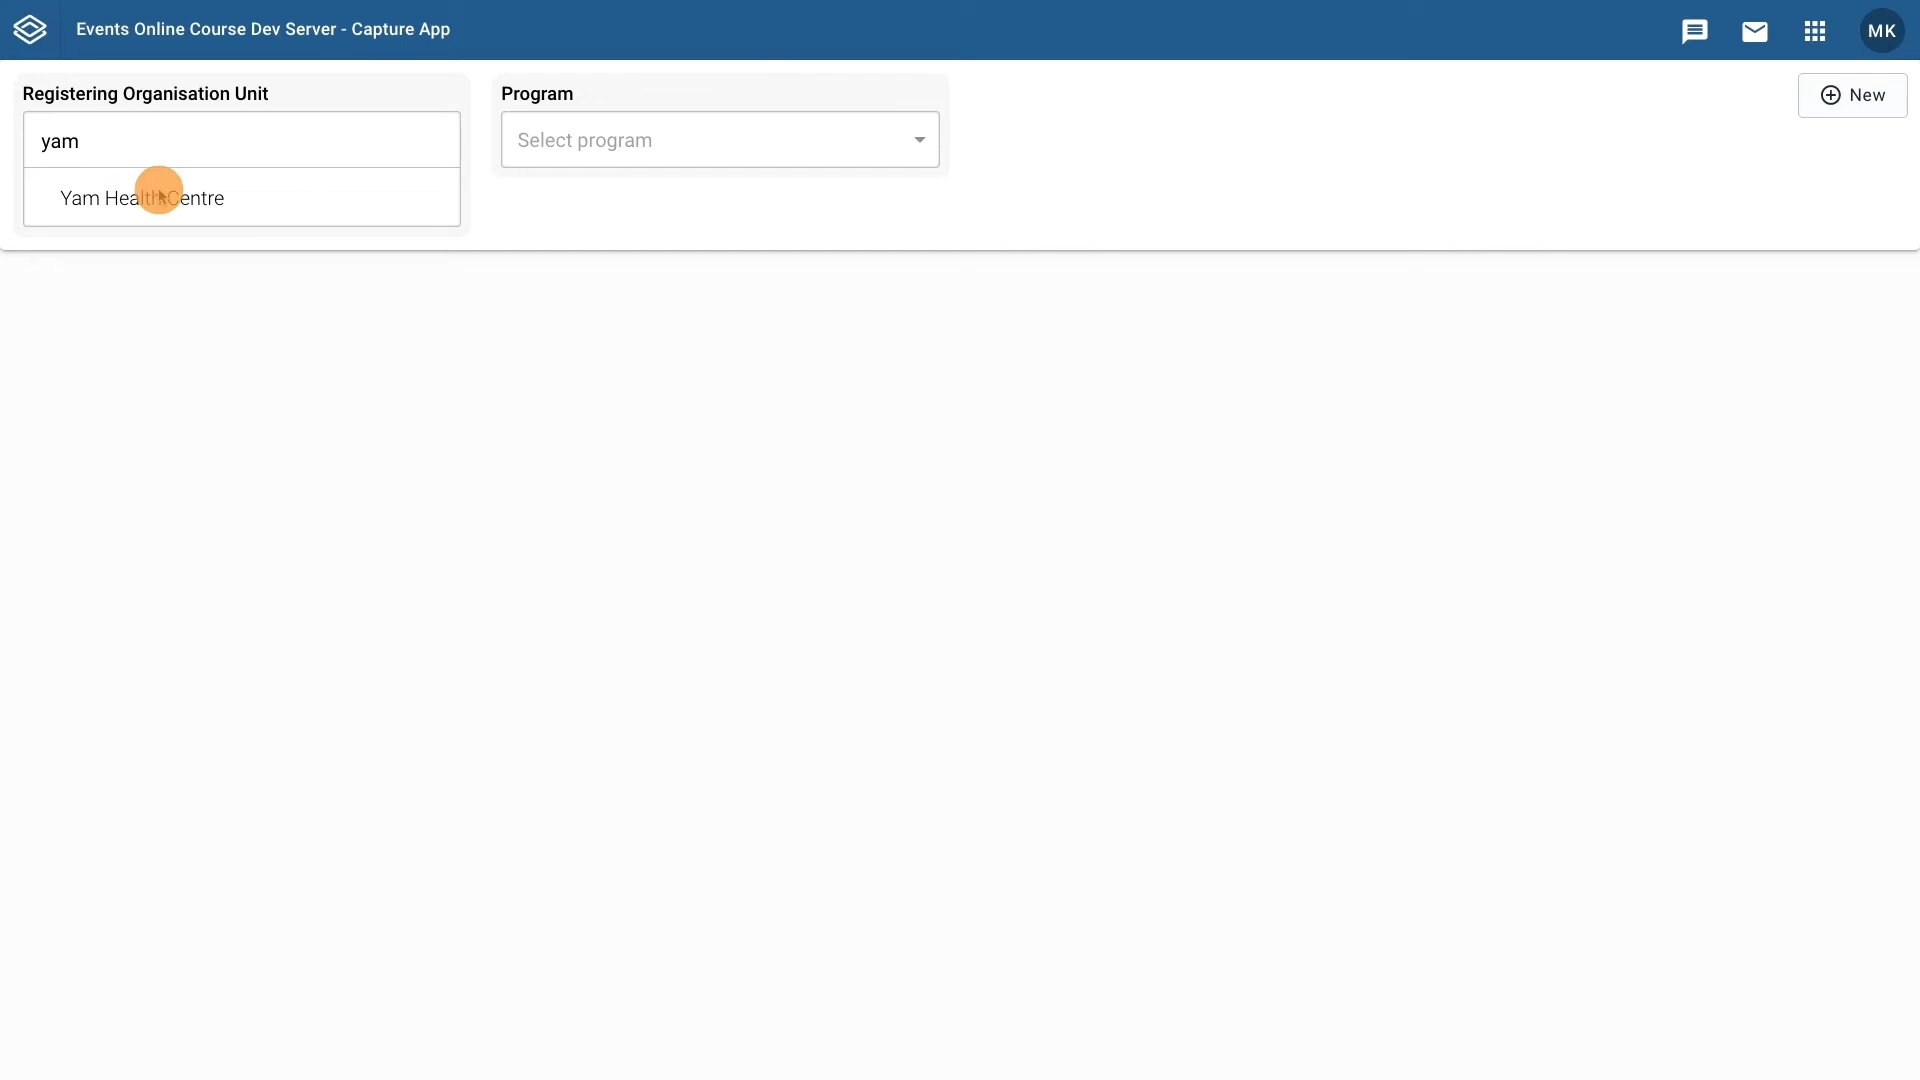 Events Online Course Dev Server - Capture App
MK
Registering Organisation Unit
Program
New
yam
Select program
Yam Health Centre